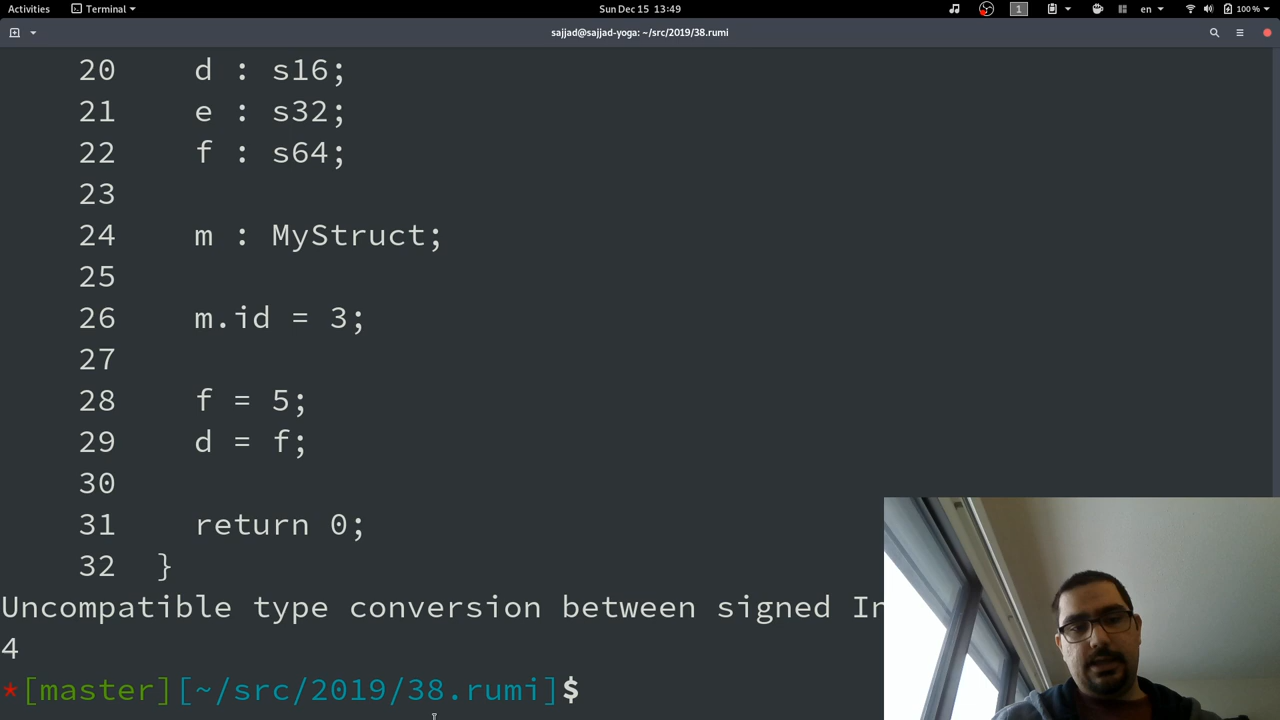 Activities Terminal Sun Dec 15 13:49 1 en 100 %
sajjad@sajjad-yoga: ~/src/2019/38.rumi
20 d : s16;
21 e : s32;
22 f : s64;
23
24 m : MyStruct;
25
26 m.id = 3;
27
28 f = 5;
29 d = f;
30
31 return 0;
32 }
Uncompatible type conversion between signed In
4
*[master][~/src/2019/38.rumi]$